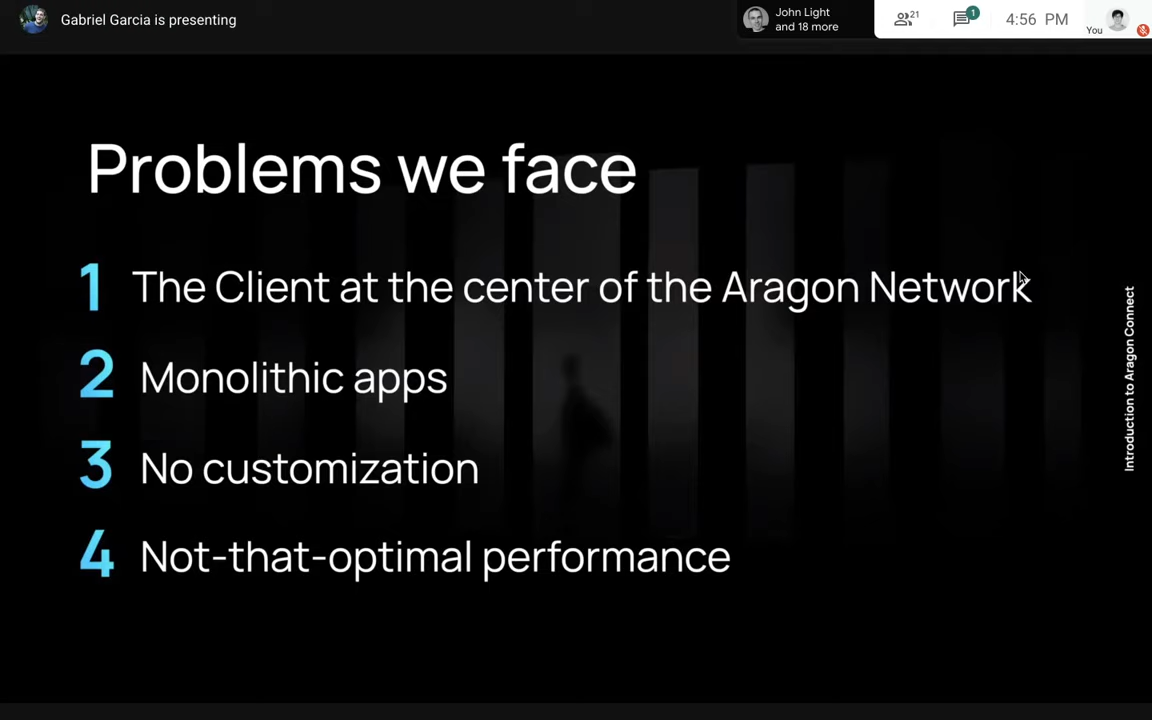 Gabriel Garcia is presenting
John Light
and 18 more
21
1
4:56 PM
You
Problems we face
1 The Client at the center of the Aragon Network
2 Monolithic apps
3 No customization
4 Not-that-optimal performance
Introduction to Aragon Connect